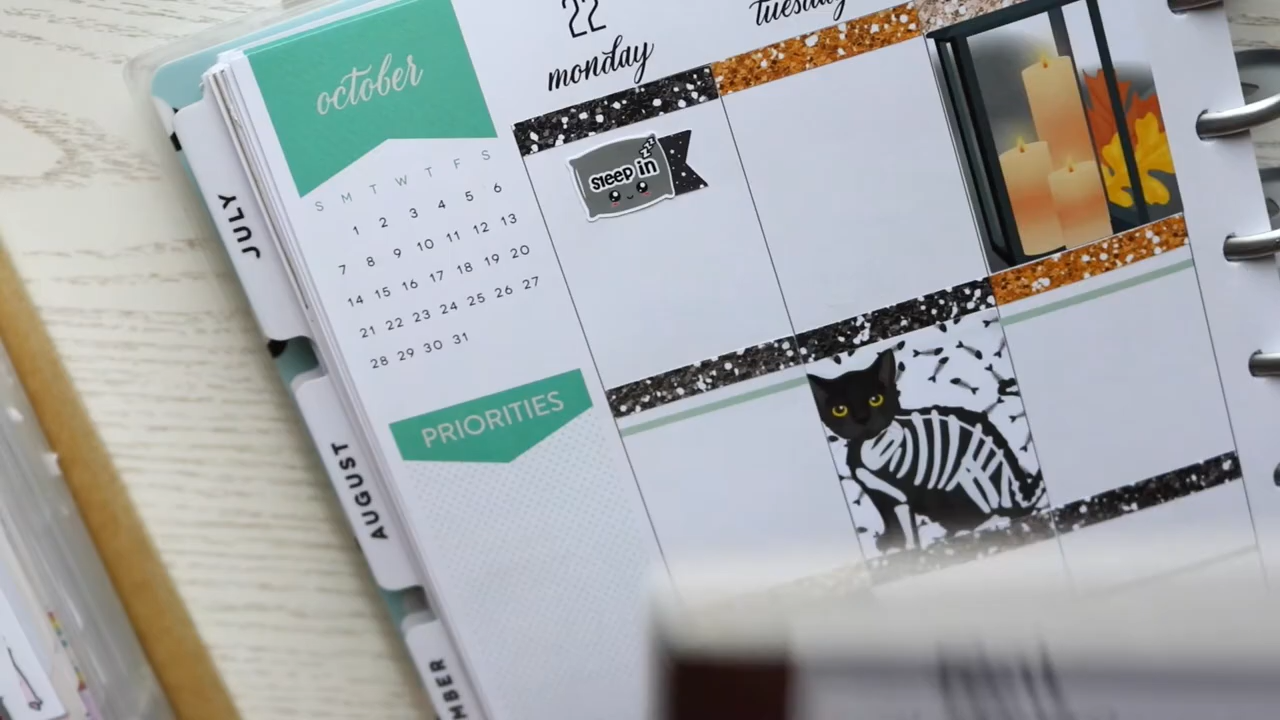 october
S M T W T F S
1 2 3 4 5 6
7 8 9 10 11 12 13
14 15 16 17 18 19 20
21 22 23 24 25 26 27
28 29 30 31
PRIORITIES
22
monday
tuesday
sleep in
zzz
JULY
AUGUST
MBER